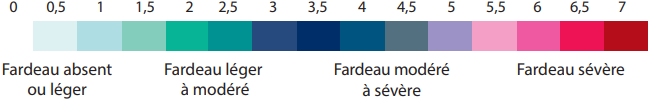 0 0,5 1 1,5 2 2,5 3 3,5 4 4,5 5 5,5 6 6,5 7
Fardeau absent
ou léger
Fardeau léger
à modéré
Fardeau modéré
à sévère
Fardeau sévère